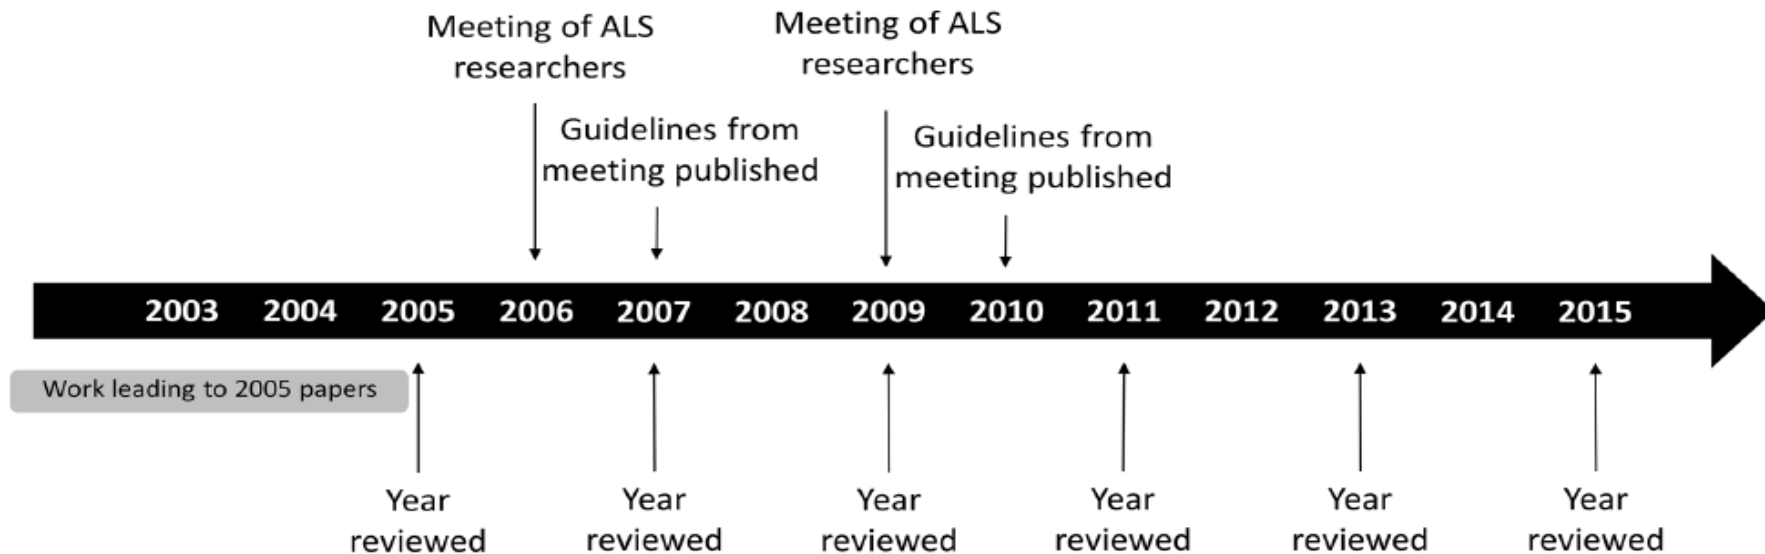 Meeting of ALS
researchers
Meeting of ALS
researchers
Guidelines from
meeting published
Guidelines from
meeting published
2003 2004 2005 2006 2007 2008 2009 2010 2011 2012 2013 2014 2015
Work leading to 2005 papers
Year
reviewed
Year
reviewed
Year
reviewed
Year
reviewed
Year
reviewed
Year
reviewed